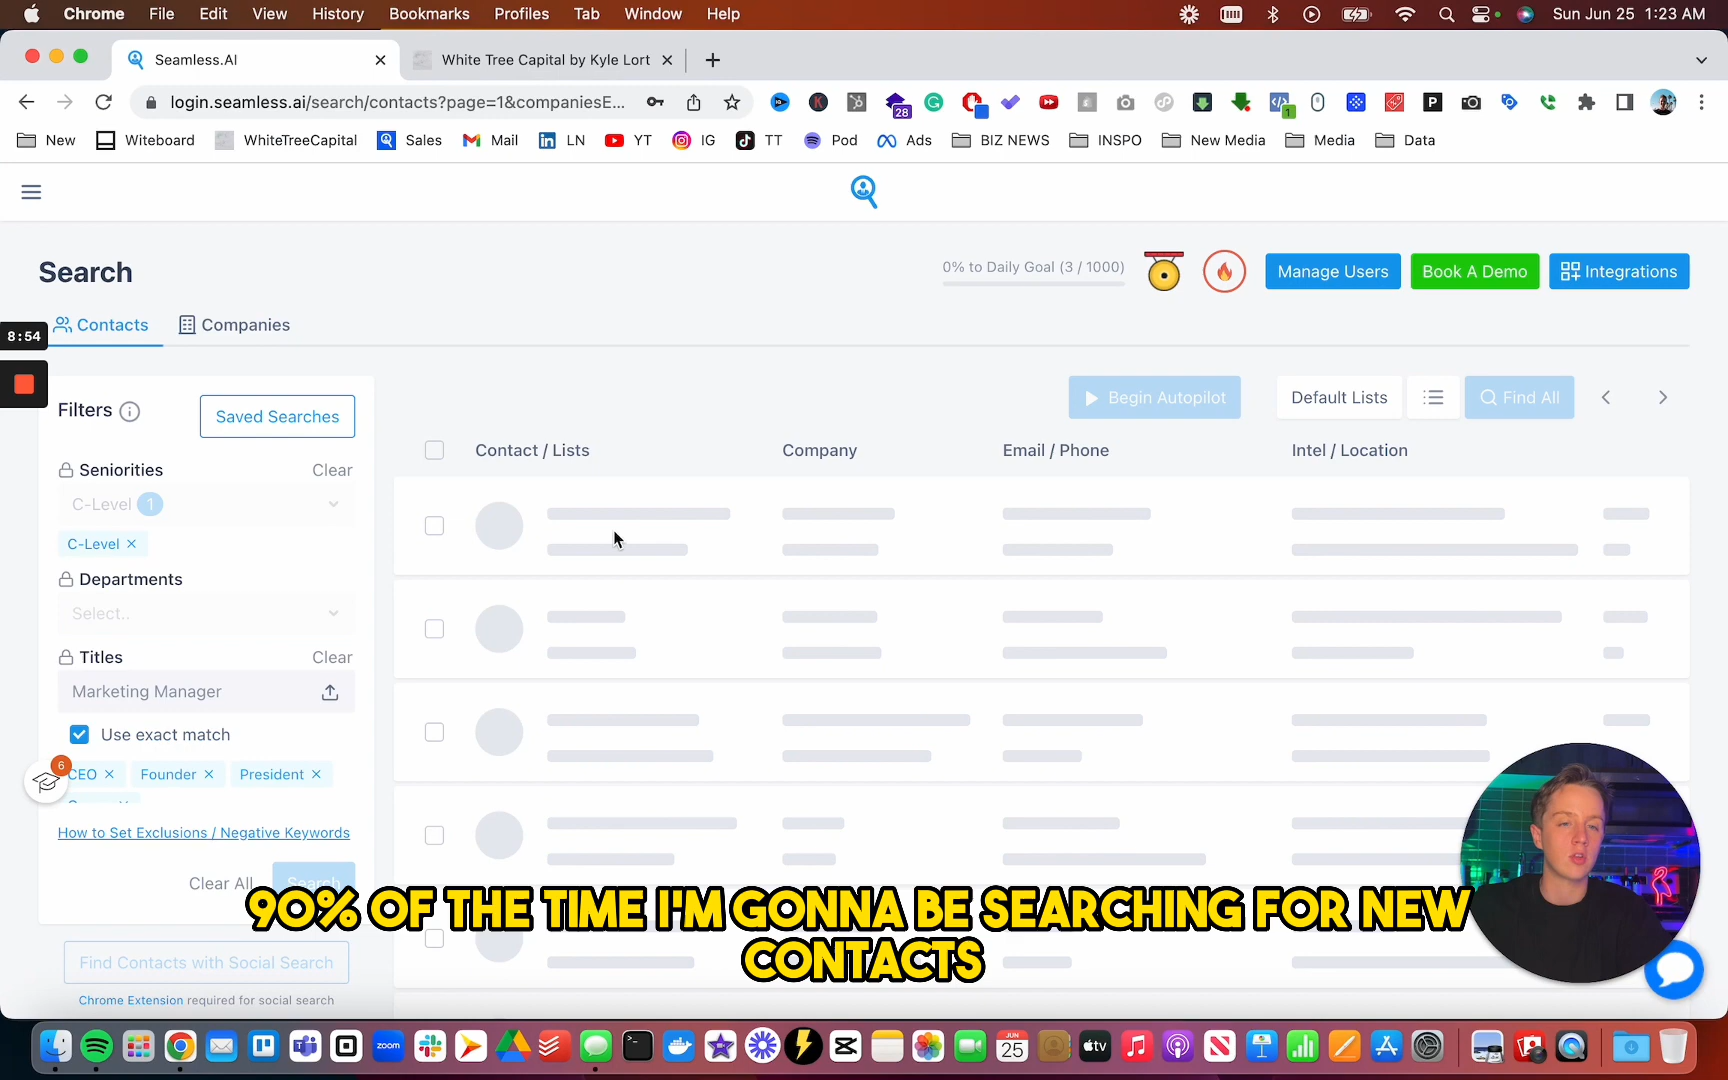 Chrome File Edit View History Bookmarks Profiles Tab Window Help Sun Jun 25 1:23 AM
Seamless.AI White Tree Capital by Kyle Lort
login.seamless.ai/search/contacts?page=1&companiesE... 28 1 P
New Witeboard WhiteTreeCapital Sales Mail LN YT IG TT Pod Ads BIZ NEWS INSPO New Media Media Data
Search 0% to Daily Goal (3 / 1000) Manage Users Book A Demo Integrations
Contacts Companies
8:54
Filters Saved Searches Begin Autopilot Default Lists Find All
Contact / Lists Company Email / Phone Intel / Location
Seniorities Clear
C-Level 1
C-Level
Departments
Select..
Titles Clear
Marketing Manager
Use exact match
6
CEO Founder President
How to Set Exclusions / Negative Keywords
Clear All Search
90% OF THE TIME I'M GONNA BE SEARCHING FOR NEW
CONTACTS
Find Contacts with Social Search
Chrome Extension required for social search
zoom JUN 25 tv